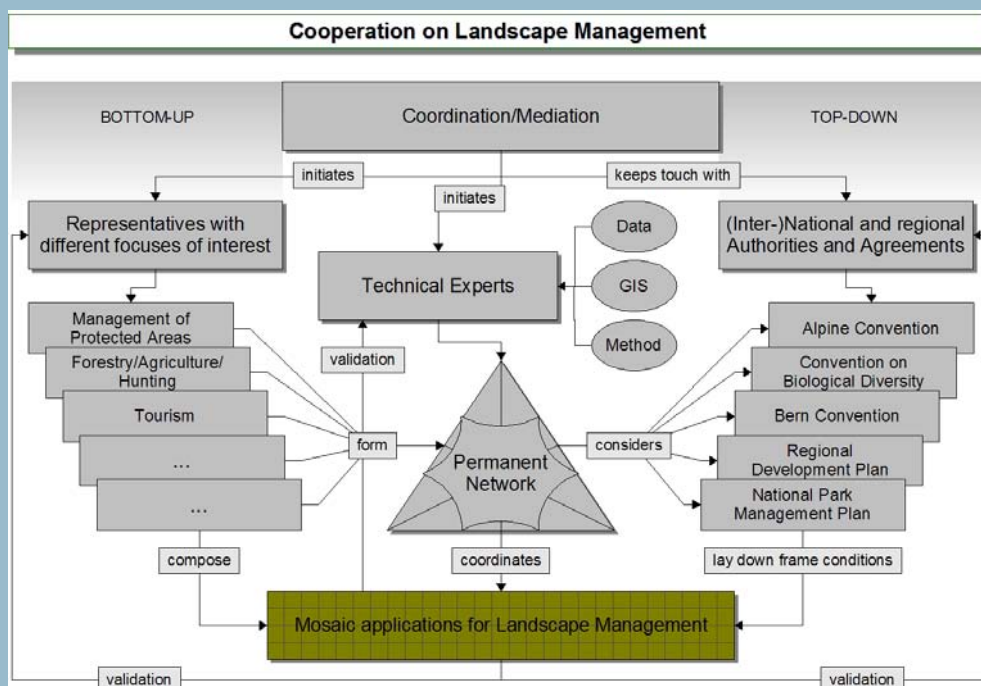 Cooperation on Landscape Management
BOTTOM-UP
Coordination/Mediation
TOP-DOWN
initiates
keeps touch with
initiates
Representatives with
different focuses of interest
(Inter-)National and regional
Authorities and Agreements
Technical Experts
Data
GIS
Method
Management of
Protected Areas
Forestry/Agriculture/
Hunting
Tourism
...
...
validation
form
Permanent
Network
considers
Alpine Convention
Convention on
Biological Diversity
Bern Convention
Regional
Development Plan
National Park
Management Plan
compose
coordinates
lay down frame conditions
Mosaic applications for Landscape Management
validation
validation